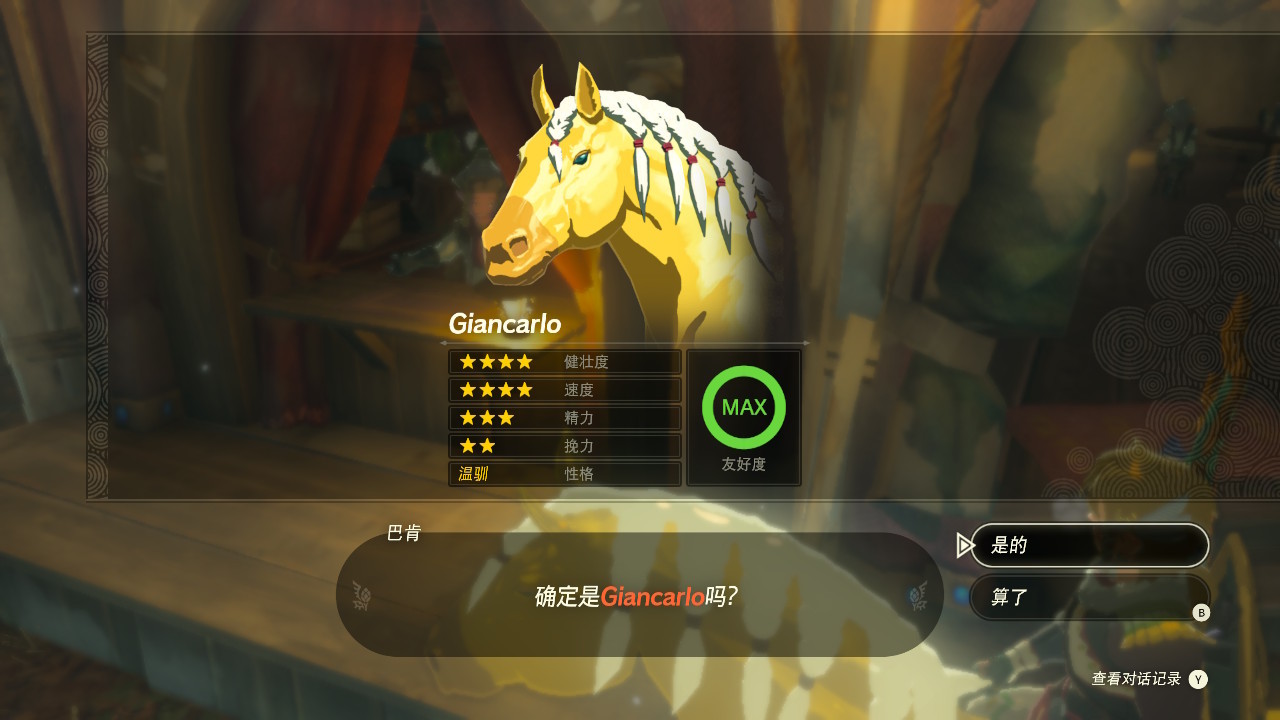 Giancarlo
健壮度
速度
精力
挽力
温驯 性格
MAX
友好度
巴肯
确定是Giancarlo吗?
是的
算了
B
查看对话记录 Y